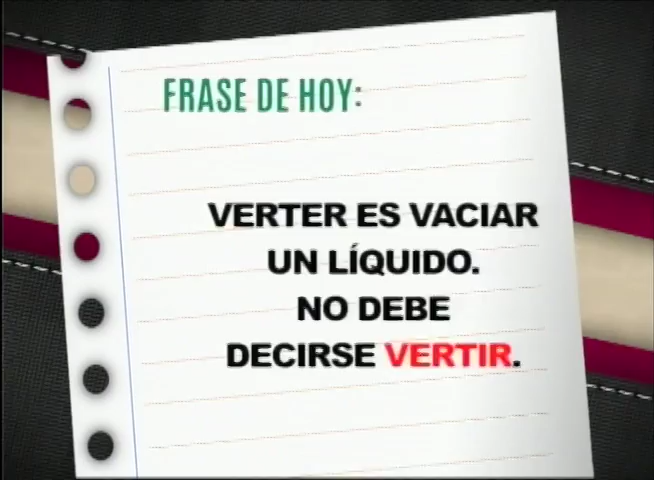 FRASE DE HOY:
VERTER ES VACIAR
UN LÍQUIDO.
NO DEBE
DECIRSE VERTIR.